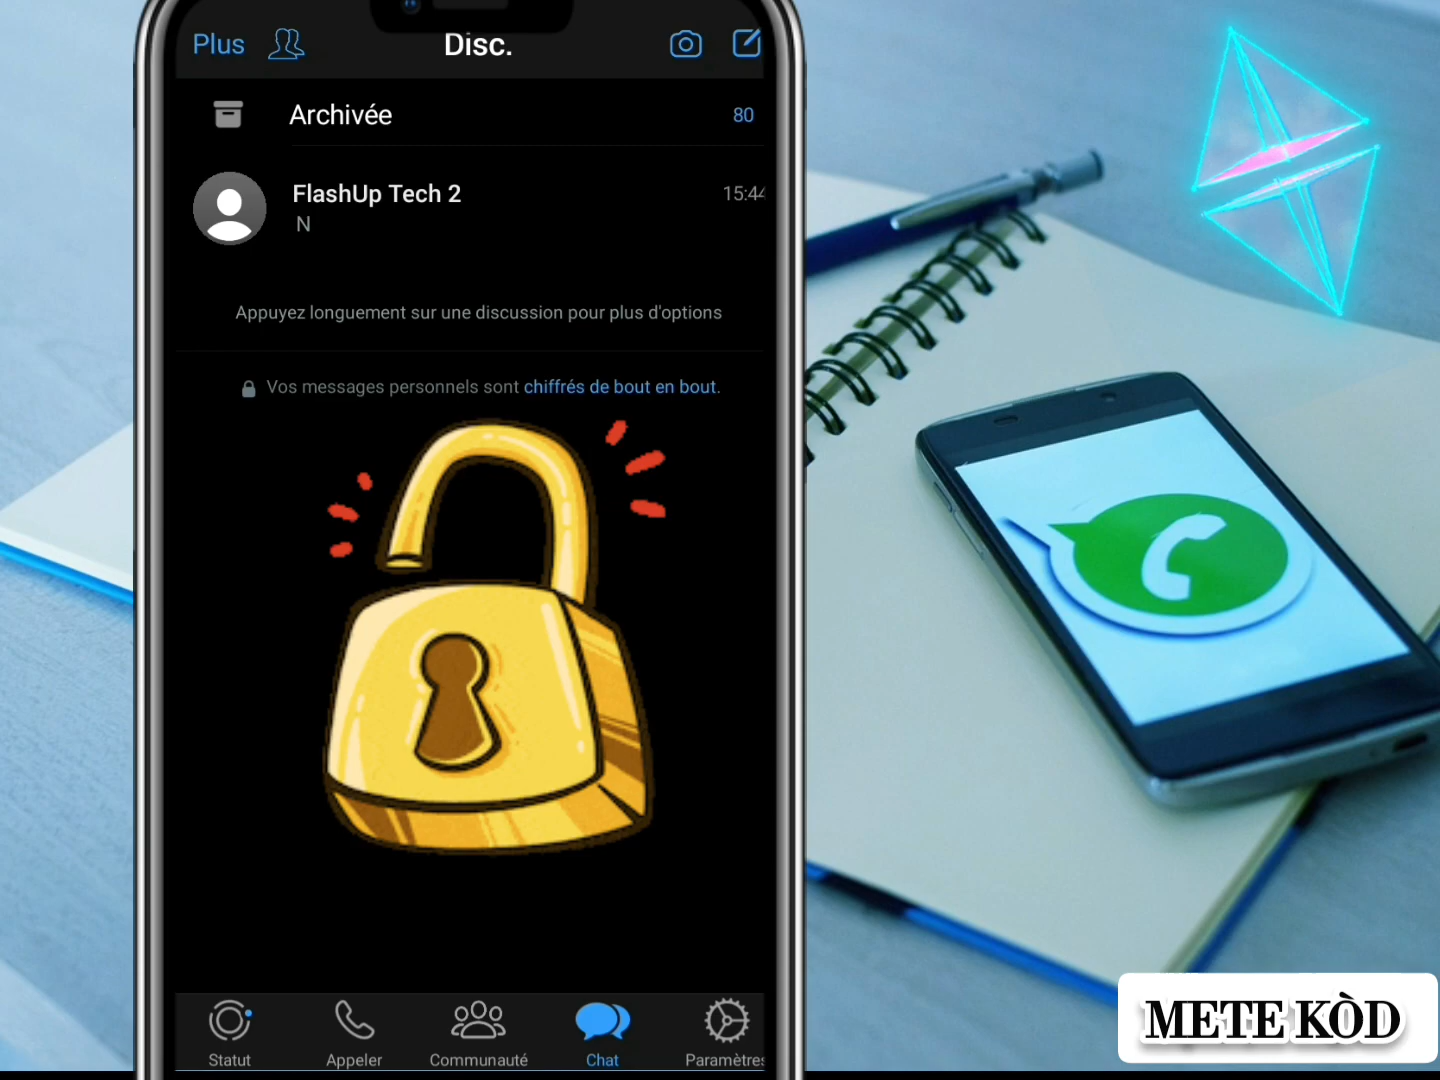 Plus
Disc.
Archivée
80
FlashUp Tech 2
15:44
N
Appuyez longuement sur une discussion pour plus d'options
Vos messages personnels sont chiffrés de bout en bout.
Statut
Appeler
Communauté
Chat
Paramètres
METE KÒD